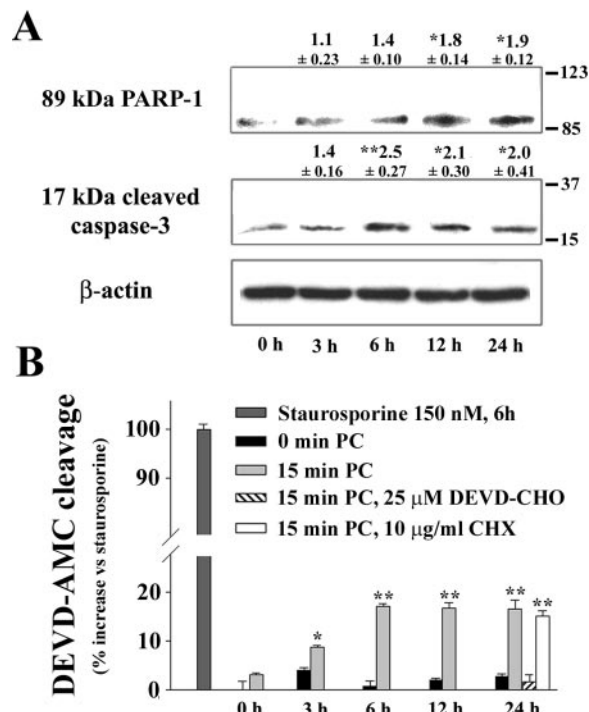 A
1.1 1.4 *1.8 *1.9
± 0.23 ± 0.10 ± 0.14 ± 0.12
123
89 kDa PARP-1
85
1.4 **2.5 *2.1 *2.0
± 0.16 ± 0.27 ± 0.30 ± 0.41
37
17 kDa cleaved
caspase-3
15
β-actin
0 h 3 h 6 h 12 h 24 h
B
DEVD-AMC cleavage
(% increase vs staurosporine)
100
90
20
10
0
Staurosporine 150 nM, 6h
0 min PC
15 min PC
15 min PC, 25 μM DEVD-CHO
15 min PC, 10 μg/ml CHX
* ** ** ** **
0 h 3 h 6 h 12 h 24 h